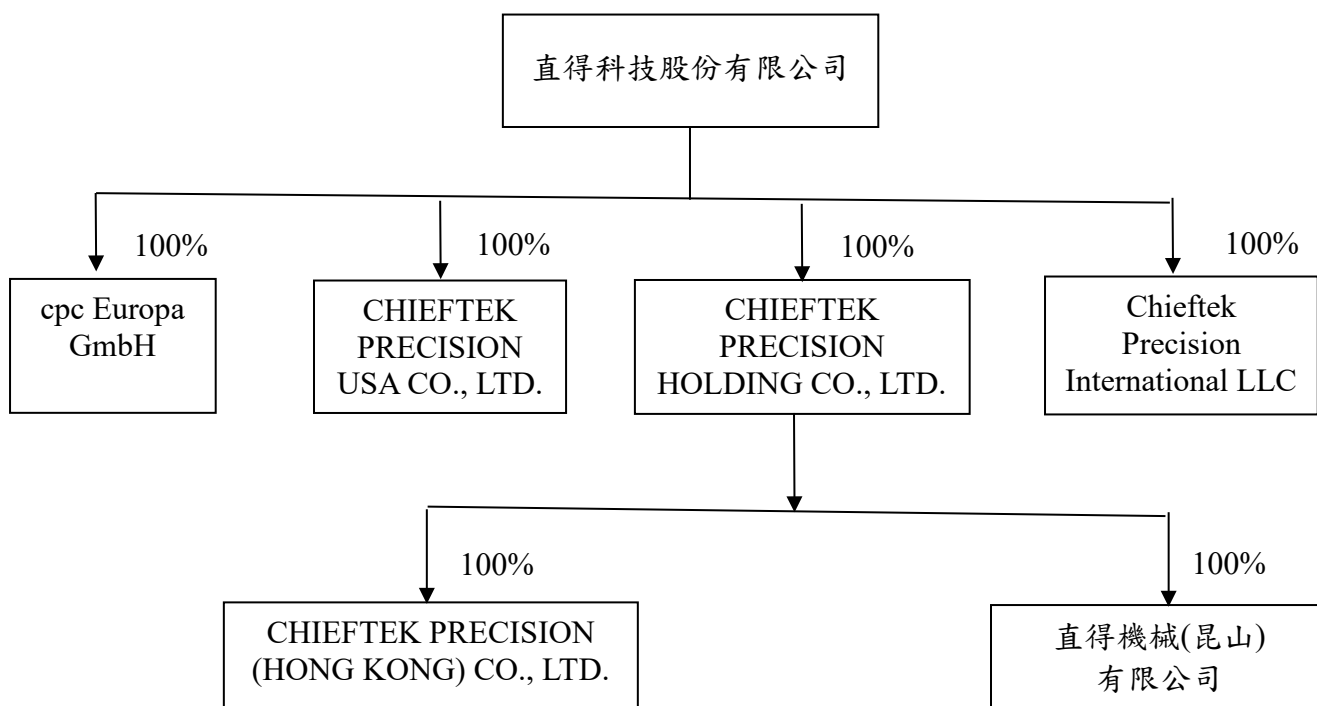 直得科技股份有限公司
100%
100%
100%
100%
cpc Europa
GmbH
CHIEFTEK
PRECISION
USA CO., LTD.
CHIEFTEK
PRECISION
HOLDING CO., LTD.
Chieftek
Precision
International LLC
100%
100%
CHIEFTEK PRECISION
(HONG KONG) CO., LTD.
直得機械(昆山)
有限公司